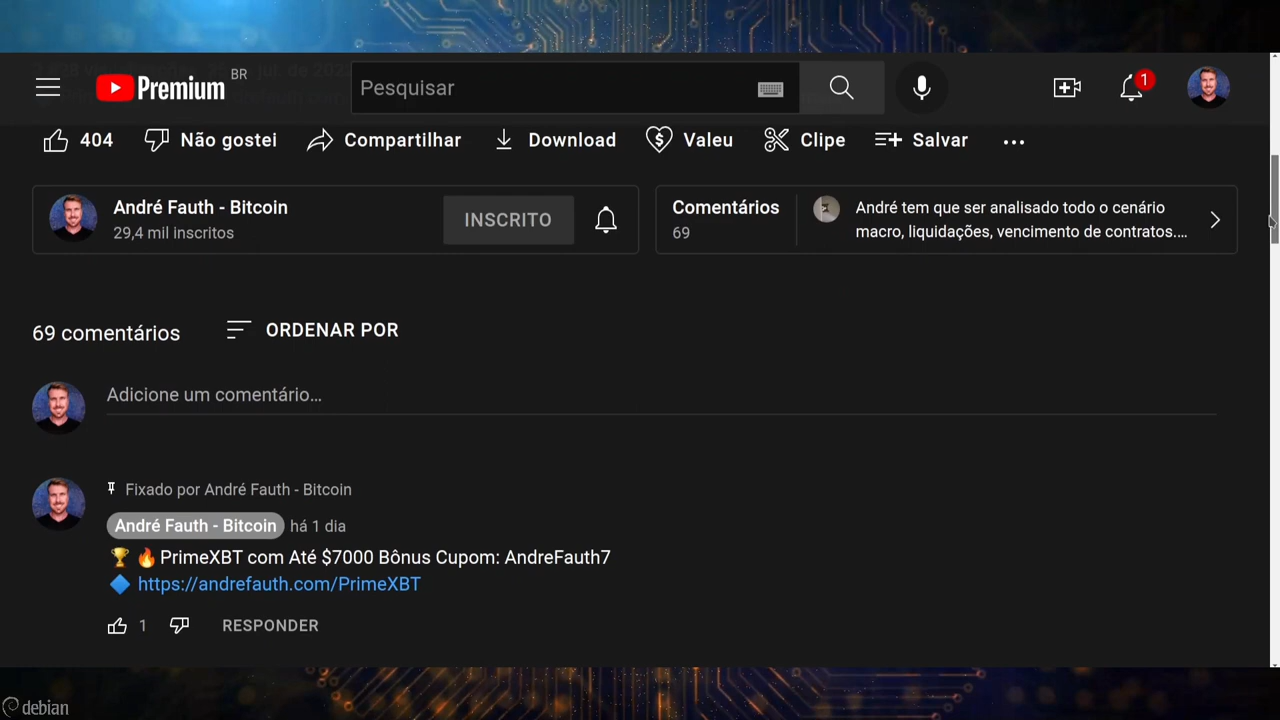 Premium BR
Pesquisar
1
404
Não gostei
Compartilhar
Download
Valeu
Clipe
Salvar
André Fauth - Bitcoin
29,4 mil inscritos
INSCRITO
Comentários
69
André tem que ser analisado todo o cenário
macro, liquidações, vencimento de contratos....
69 comentários
ORDENAR POR
Adicione um comentário...
Fixado por André Fauth - Bitcoin
André Fauth - Bitcoin há 1 dia
🏆 🔥PrimeXBT com Até $7000 Bônus Cupom: AndreFauth7
🔷 https://andrefauth.com/PrimeXBT
1
RESPONDER
debian